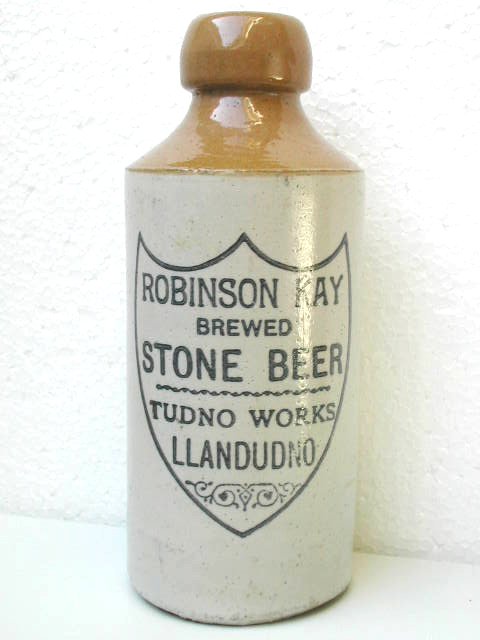 ROBINSON KAY
BREWED
STONE BEER
TUDNO WORKS
LLANDUDNO